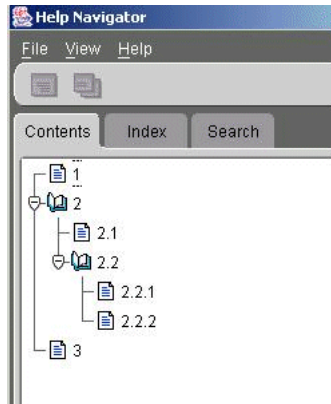 Help Navigator
File View Help
Contents Index Search
1
2
2.1
2.2
2.2.1
2.2.2
3